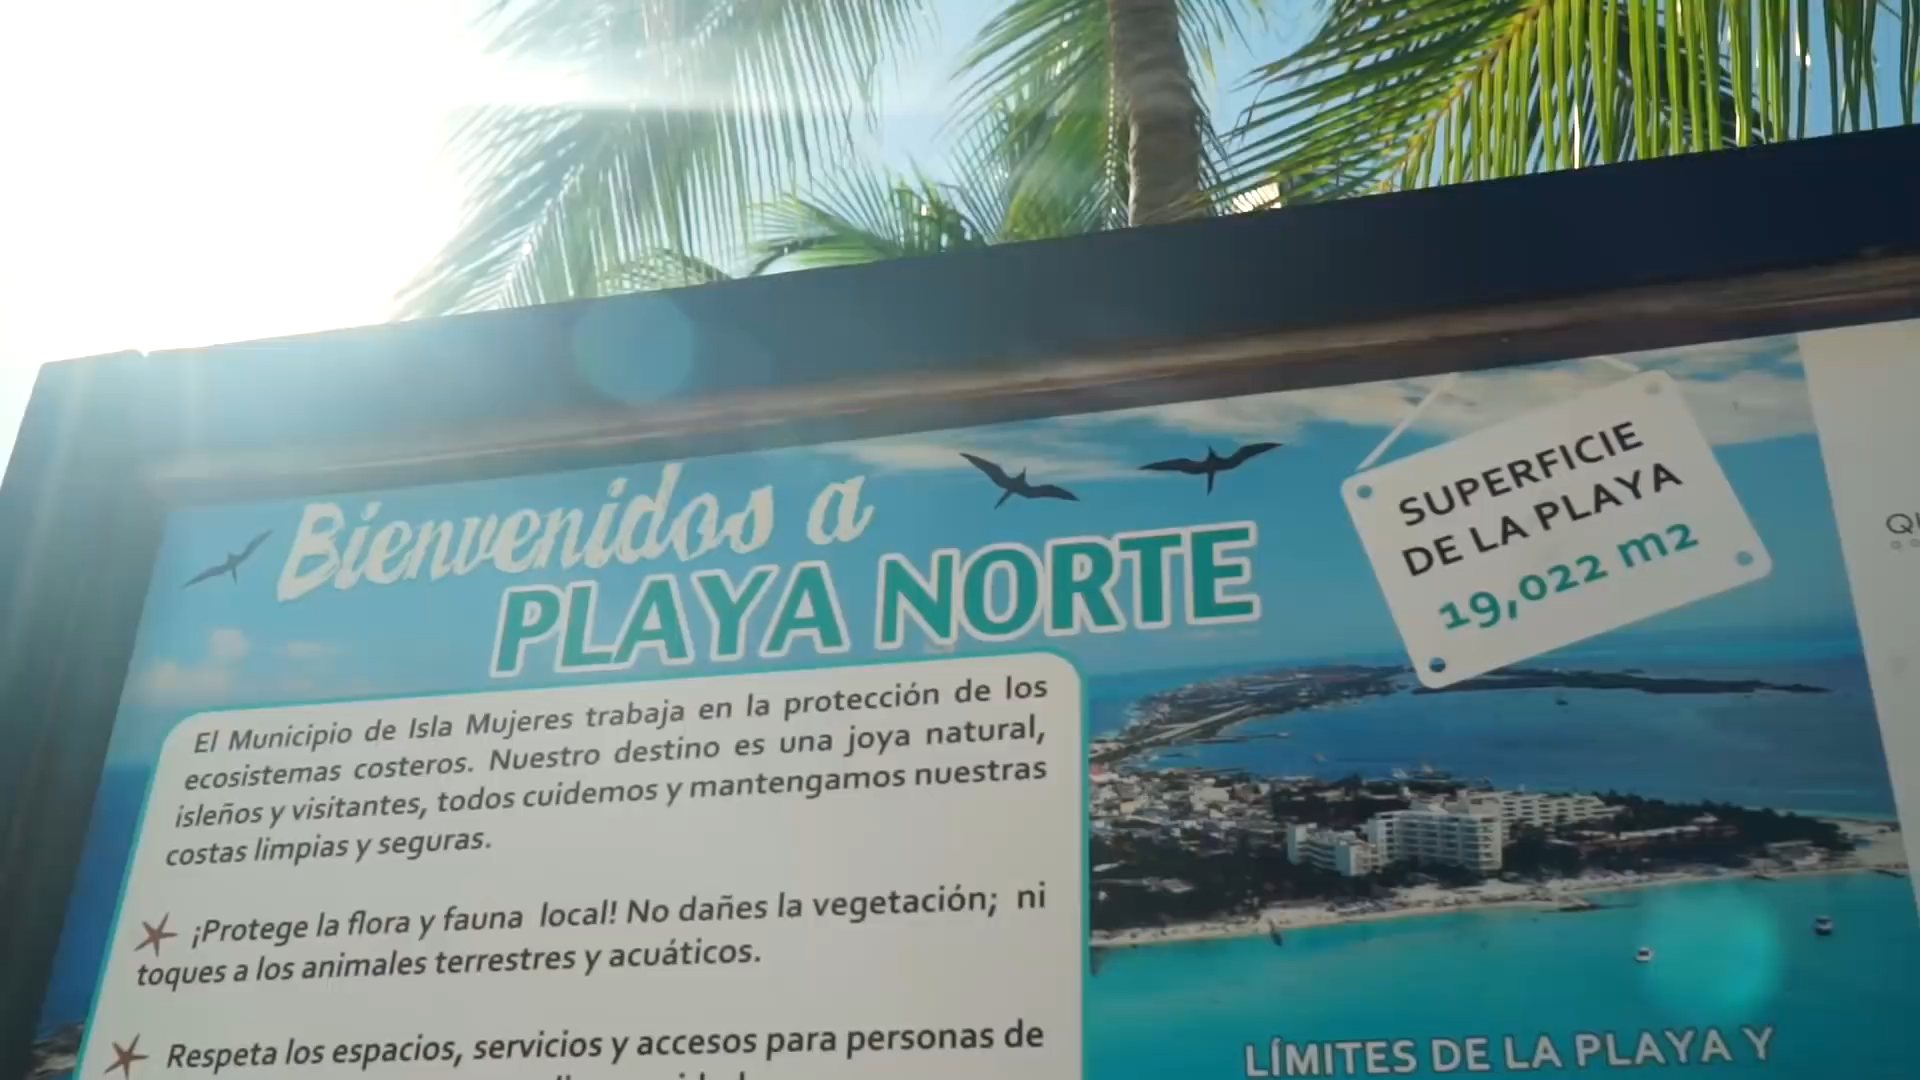 Bienvenidos a
PLAYA NORTE
SUPERFICIE
DE LA PLAYA
19,022 m2
El Municipio de Isla Mujeres trabaja en la protección de los
ecosistemas costeros. Nuestro destino es una joya natural,
isleños y visitantes, todos cuidemos y mantengamos nuestras
costas limpias y seguras.
¡Protege la flora y fauna local! No dañes la vegetación; ni
toques a los animales terrestres y acuáticos.
Respeta los espacios, servicios y accesos para personas de
LÍMITES DE LA PLAYA Y